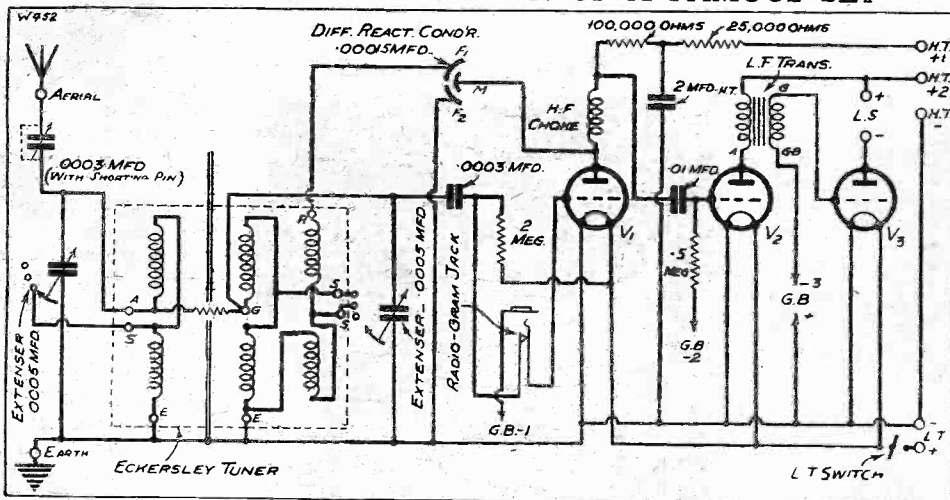 W452
100,000 OHMS
25,000 OHMS
H.T.
+1
DIFF. REACT. COND'R.
.00015MFD.
F1
M
F2
L.F TRANS.
H.T.
+2
AERIAL
2 MFD.
H.T.
+
L.S
-
H.T
-
H.F
CHOKE
G
A
GB
.0003 MFD
(WITH SHORTING PIN)
.0003 MFD.
.01 MFD
V1
V2
V3
2
MEG.
.5
MEG
R
A
G
S
S
S
-3
G.B
+
EXTENSER
.0005 MFD
EXTENSER .0005 MFD
RADIO-GRAM JACK
G.B
-2
E
E
G.B.-1
-
L T
+
EARTH
ECKERSLEY TUNER
L T SWITCH